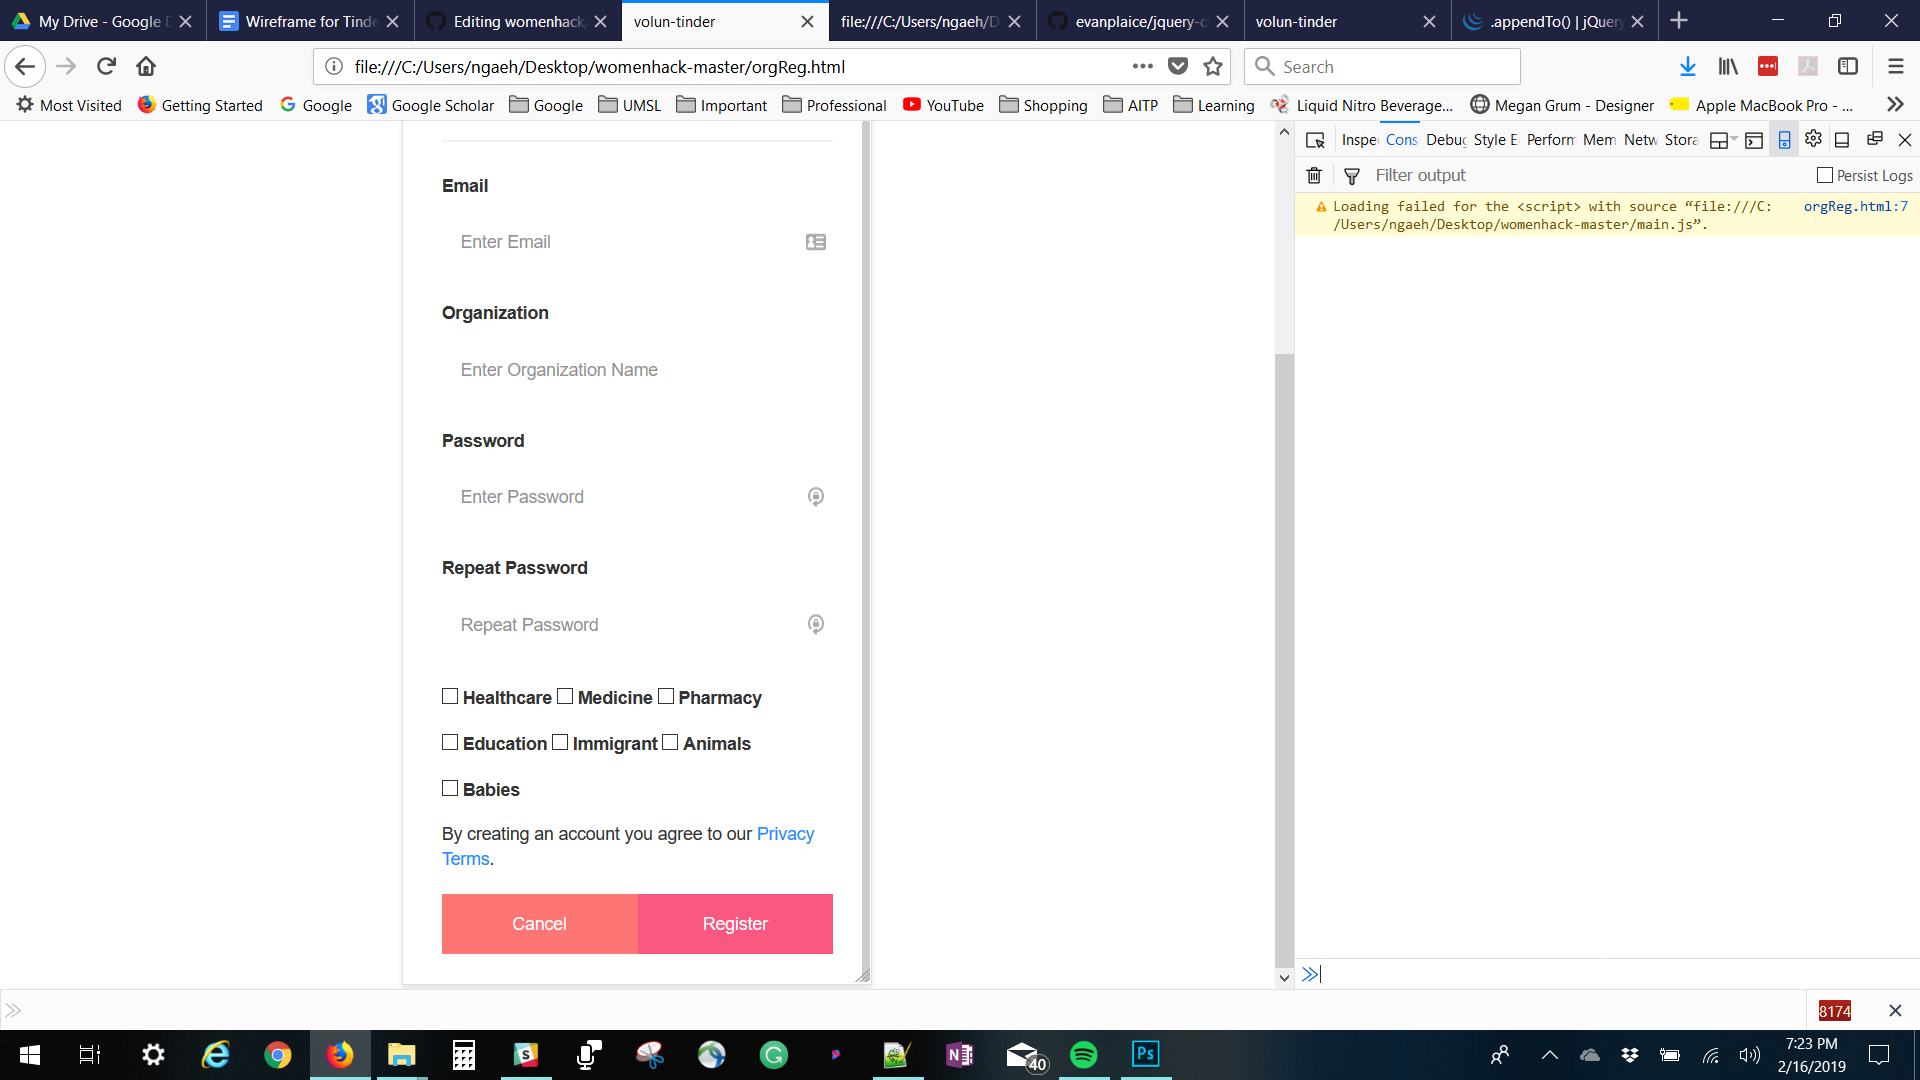 My Drive - Google D
Wireframe for Tinde
Editing womenhack
volun-tinder
file:///C:/Users/ngaeh/D
evanplaice/jquery-c
volun-tinder
.appendTo() | jQuery
file:///C:/Users/ngaeh/Desktop/womenhack-master/orgReg.html
Search
Most Visited
Getting Started
Google
Google Scholar
Google
UMSL
Important
Professional
YouTube
Shopping
AITP
Learning
Liquid Nitro Beverage...
Megan Grum - Designer
Apple MacBook Pro - ...
Email
Enter Email
Organization
Enter Organization Name
Password
Enter Password
Repeat Password
Repeat Password
Healthcare Medicine Pharmacy
Education Immigrant Animals
Babies
By creating an account you agree to our Privacy
Terms.
Cancel
Register
Inspe Cons Debug Style E Perform Mem Netw Stora
Filter output
Persist Logs
Loading failed for the <script> with source “file:///C: orgReg.html:7
/Users/ngaeh/Desktop/womenhack-master/main.js”.
8174
40
Ps
7:23 PM
2/16/2019